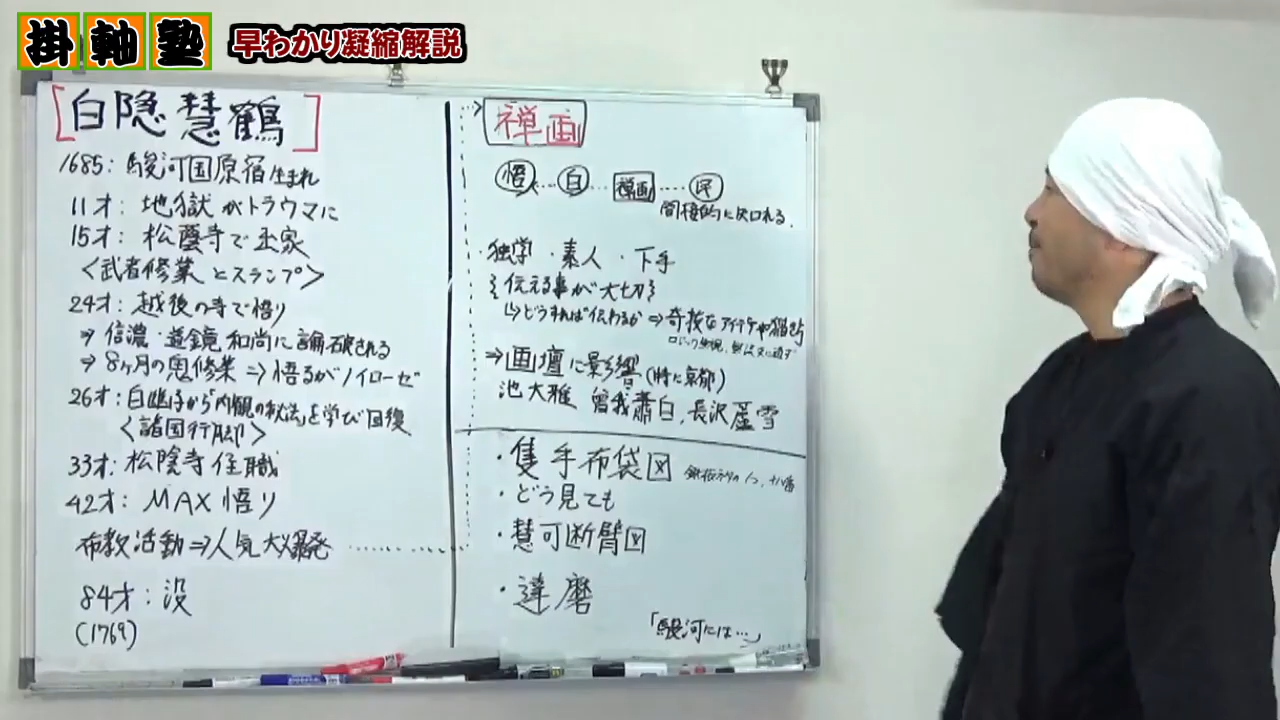 掛軸塾
早わかり凝縮解説
[白隠慧鶴]
1685：駿河国原宿生まれ
11才：地獄がトラウマに
15才：松蔭寺で出家
〈武者修業とスランプ〉
24才：越後の寺で悟り
⇒信濃・道鏡和尚に論破される
⇒8ヶ月の鬼修業⇒悟るがノイローゼ
26才：白幽子から「内観の秘法」を学び回復
〈諸国行脚〉
33才：松陰寺住職
42才：MAX悟り
布教活動⇒人気大爆発
84才：没
(1769)
禅画
悟 白 禅画 民
間接的に知れる。
独学・素人・下手
伝える事が大切
↳どうすれば伝わるか⇒奇抜なアイデアや描き方
⇒画壇に影響(特に京都)
池大雅 曾我蕭白、長沢蘆雪
・隻手布袋図
・どう見ても
・慧可断臂図
・達磨
「駿河には…」